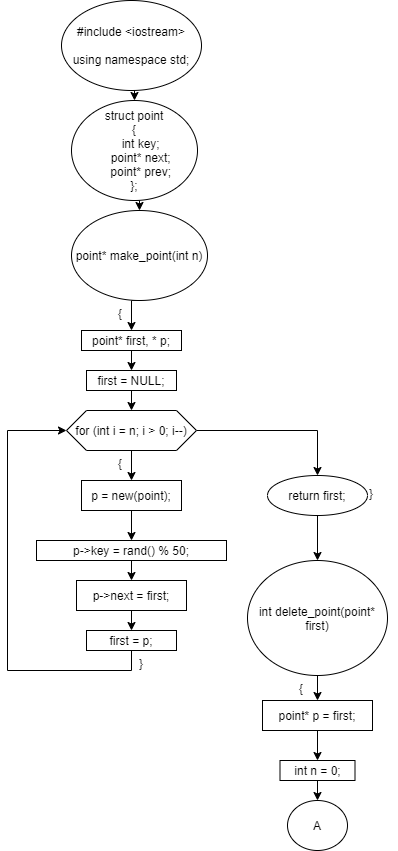 #include <iostream>
using namespace std;
struct point
{
int key;
point* next;
point* prev;
};
point* make_point(int n)
{
point* first, * p;
first = NULL;
for (int i = n; i > 0; i--)
{
p = new(point);
p->key = rand() % 50;
p->next = first;
first = p;
}
return first;
}
int delete_point(point*
first)
{
point* p = first;
int n = 0;
A